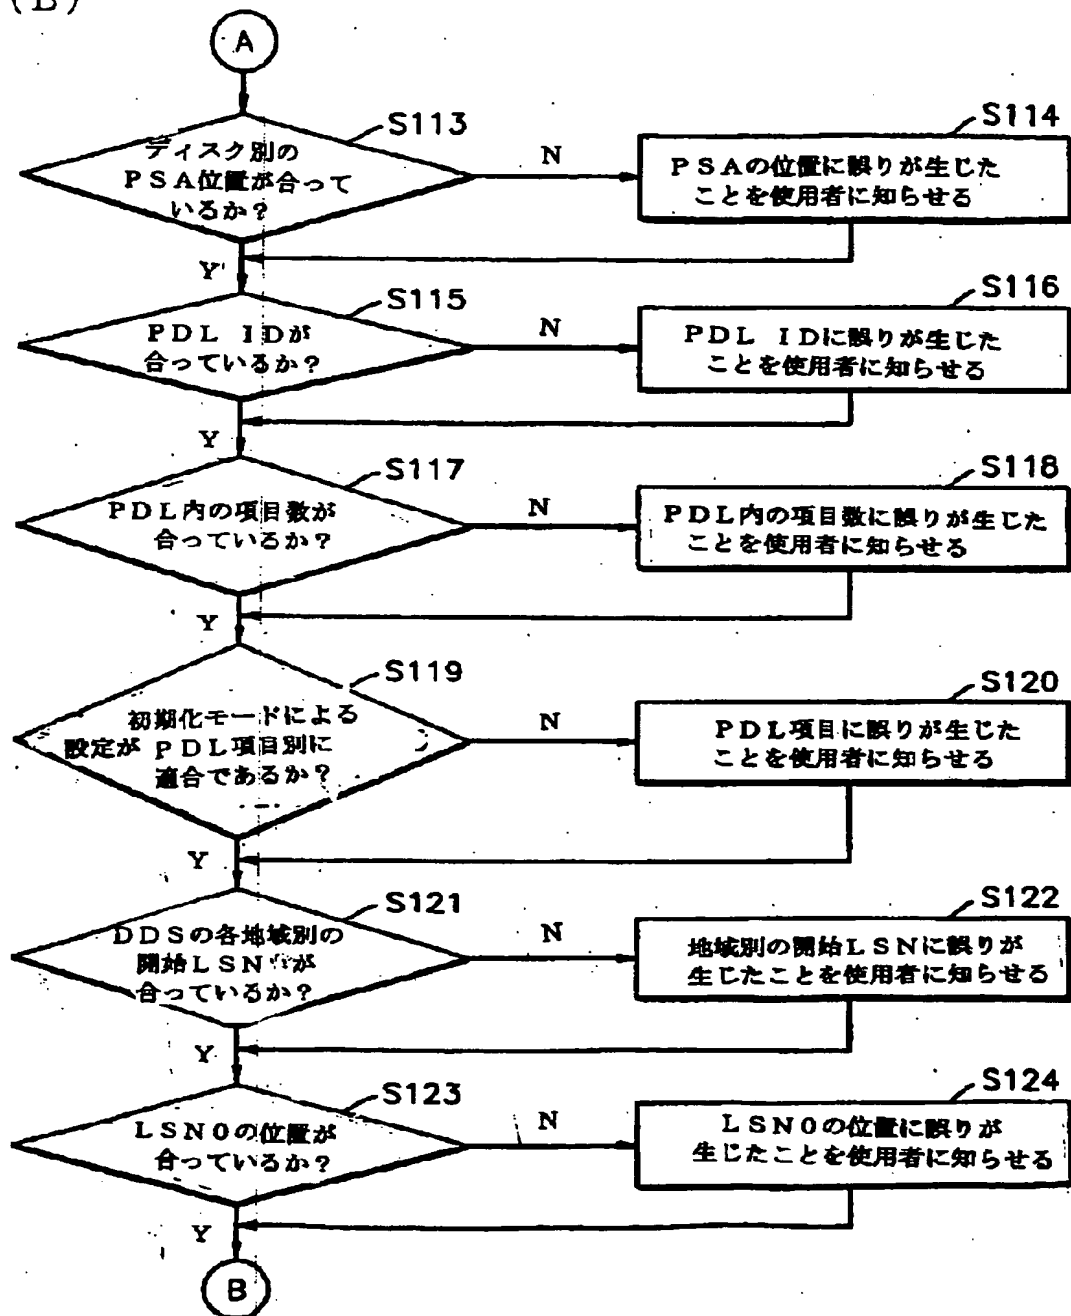 (B)
A
S113
ディスク別の
PSA位置が合って
いるか?
N
S114
PSAの位置に誤りが生じた
ことを使用者に知らせる
Y
S115
PDL ID が
合っているか?
N
S116
PDL IDに誤りが生じた
ことを使用者に知らせる
Y
S117
PDL内の項目数が
合っているか?
N
S118
PDL内の項目数に誤りが生じた
ことを使用者に知らせる
Y
S119
初期化モードによる
設定が PDL項目別に
適合であるか?
N
S120
PDL項目に誤りが生じた
ことを使用者に知らせる
Y
S121
DDSの各地域別の
開始LSN が
合っているか?
N
S122
地域別の開始LSNに誤りが
生じたことを使用者に知らせる
Y
S123
LSN0の位置が
合っているか?
N
S124
LSN0の位置に誤りが
生じたことを使用者に知らせる
Y
B